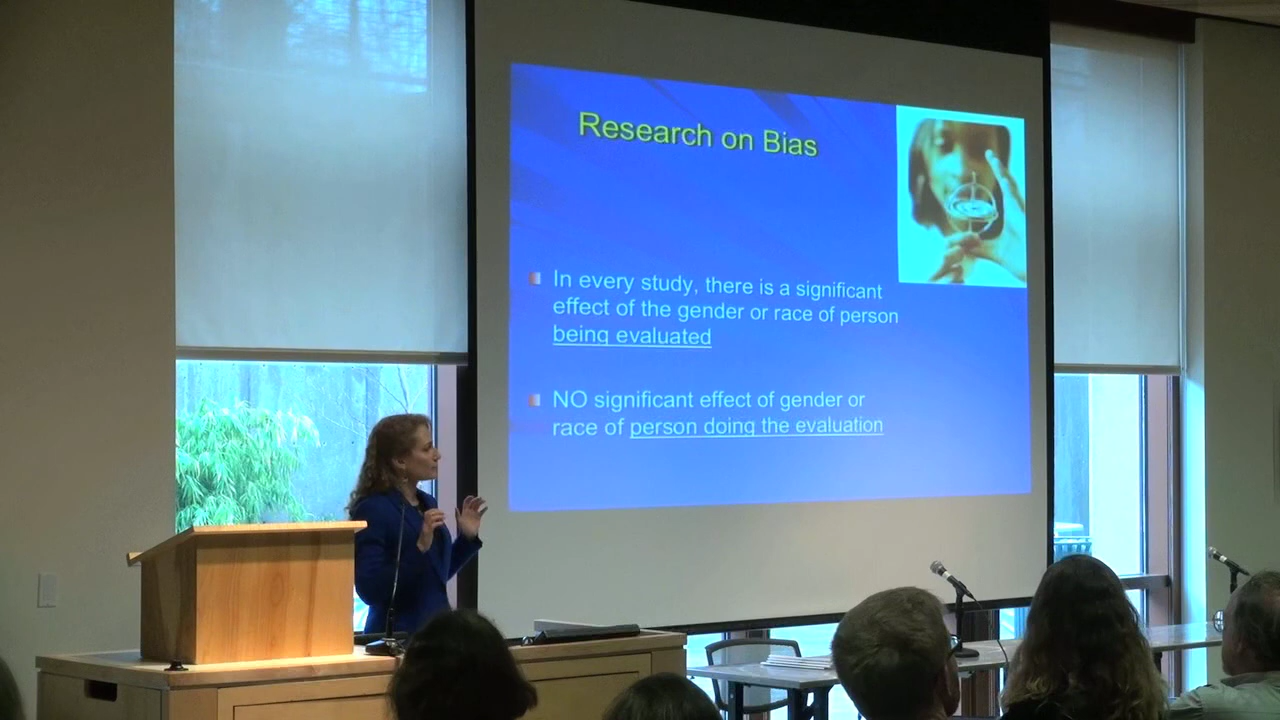 Research on Bias
In every study, there is a significant
effect of the gender or race of person
being evaluated
NO significant effect of gender or
race of person doing the evaluation